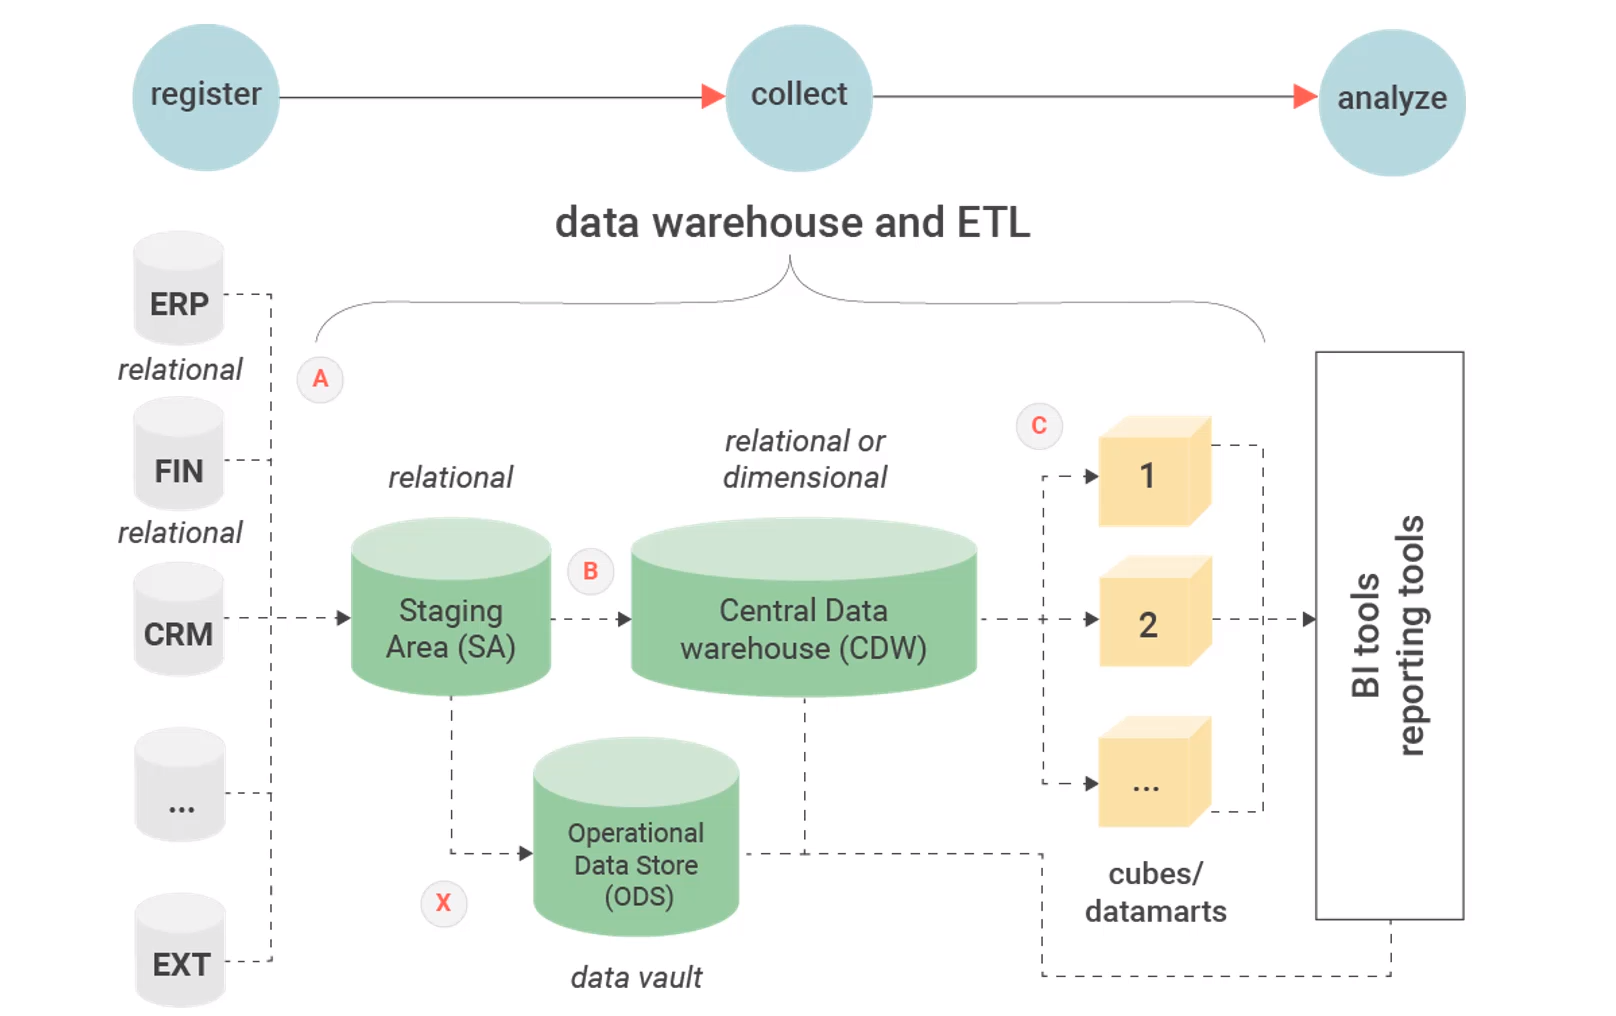 register
collect
analyze
data warehouse and ETL
ERP
relational
FIN
relational
CRM
...
EXT
A
relational
Staging
Area (SA)
B
relational or
dimensional
Central Data
warehouse (CDW)
X
Operational
Data Store
(ODS)
data vault
C
1
2
...
cubes/
datamarts
BI tools
reporting tools